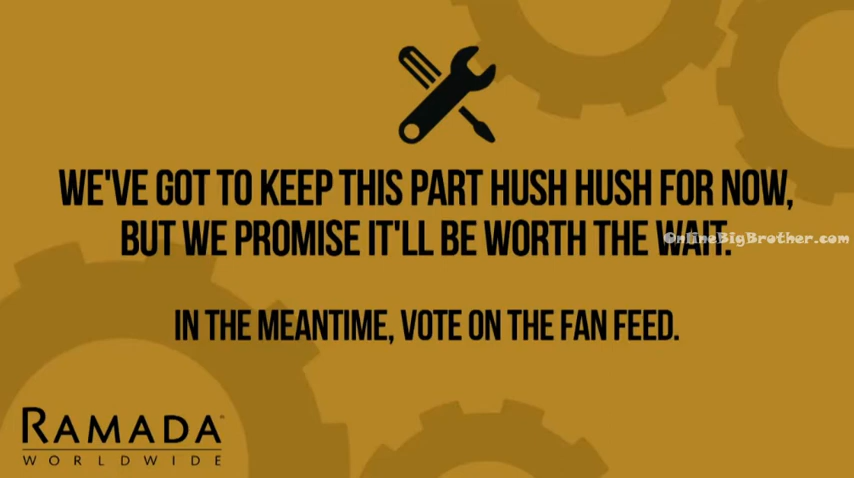 WE'VE GOT TO KEEP THIS PART HUSH HUSH FOR NOW,
BUT WE PROMISE IT'LL BE WORTH THE WAIT.
OnlineBigBrother.com
IN THE MEANTIME, VOTE ON THE FAN FEED.
RAMADA
WORLDWIDE